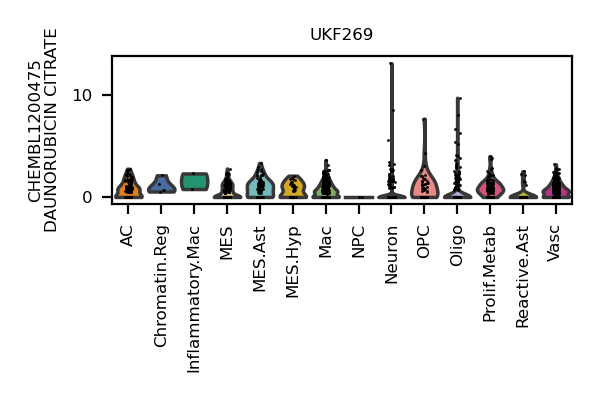 UKF269
CHEMBL1200475
DAUNORUBICIN CITRATE
10
0
AC
Chromatin.Reg
Inflammatory.Mac
MES
MES.Ast
MES.Hyp
Mac
NPC
Neuron
OPC
Oligo
Prolif.Metab
Reactive.Ast
Vasc